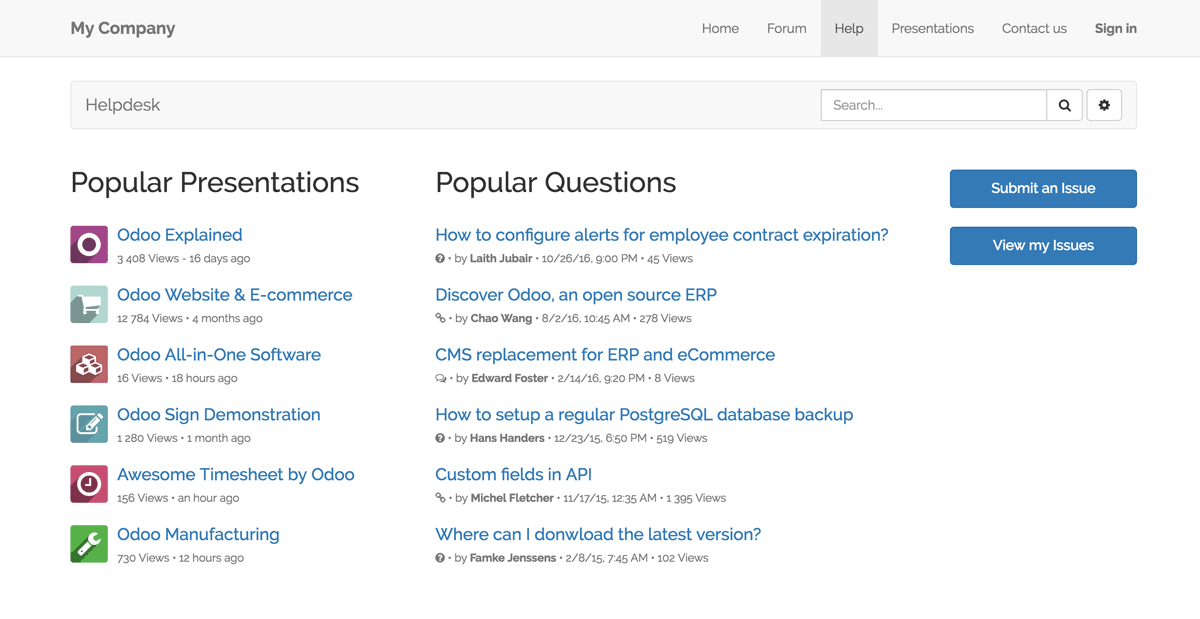 My Company
Home Forum Help Presentations Contact us Sign in
Helpdesk
Search...
Popular Presentations
Odoo Explained
3 408 Views - 16 days ago
Odoo Website & E-commerce
12 784 Views • 4 months ago
Odoo All-in-One Software
16 Views • 18 hours ago
Odoo Sign Demonstration
1 280 Views • 1 month ago
Awesome Timesheet by Odoo
156 Views • an hour ago
Odoo Manufacturing
730 Views • 12 hours ago
Popular Questions
How to configure alerts for employee contract expiration?
• by Laith Jubair • 10/26/16, 9:00 PM • 45 Views
Discover Odoo, an open source ERP
• by Chao Wang • 8/2/16, 10:45 AM • 278 Views
CMS replacement for ERP and eCommerce
• by Edward Foster • 2/14/16, 9:20 PM • 8 Views
How to setup a regular PostgreSQL database backup
• by Hans Handers • 12/23/15, 6:50 PM • 519 Views
Custom fields in API
• by Michel Fletcher • 11/17/15, 12:35 AM • 1 395 Views
Where can I donwload the latest version?
• by Famke Jenssens • 2/8/15, 7:45 AM • 102 Views
Submit an Issue
View my Issues